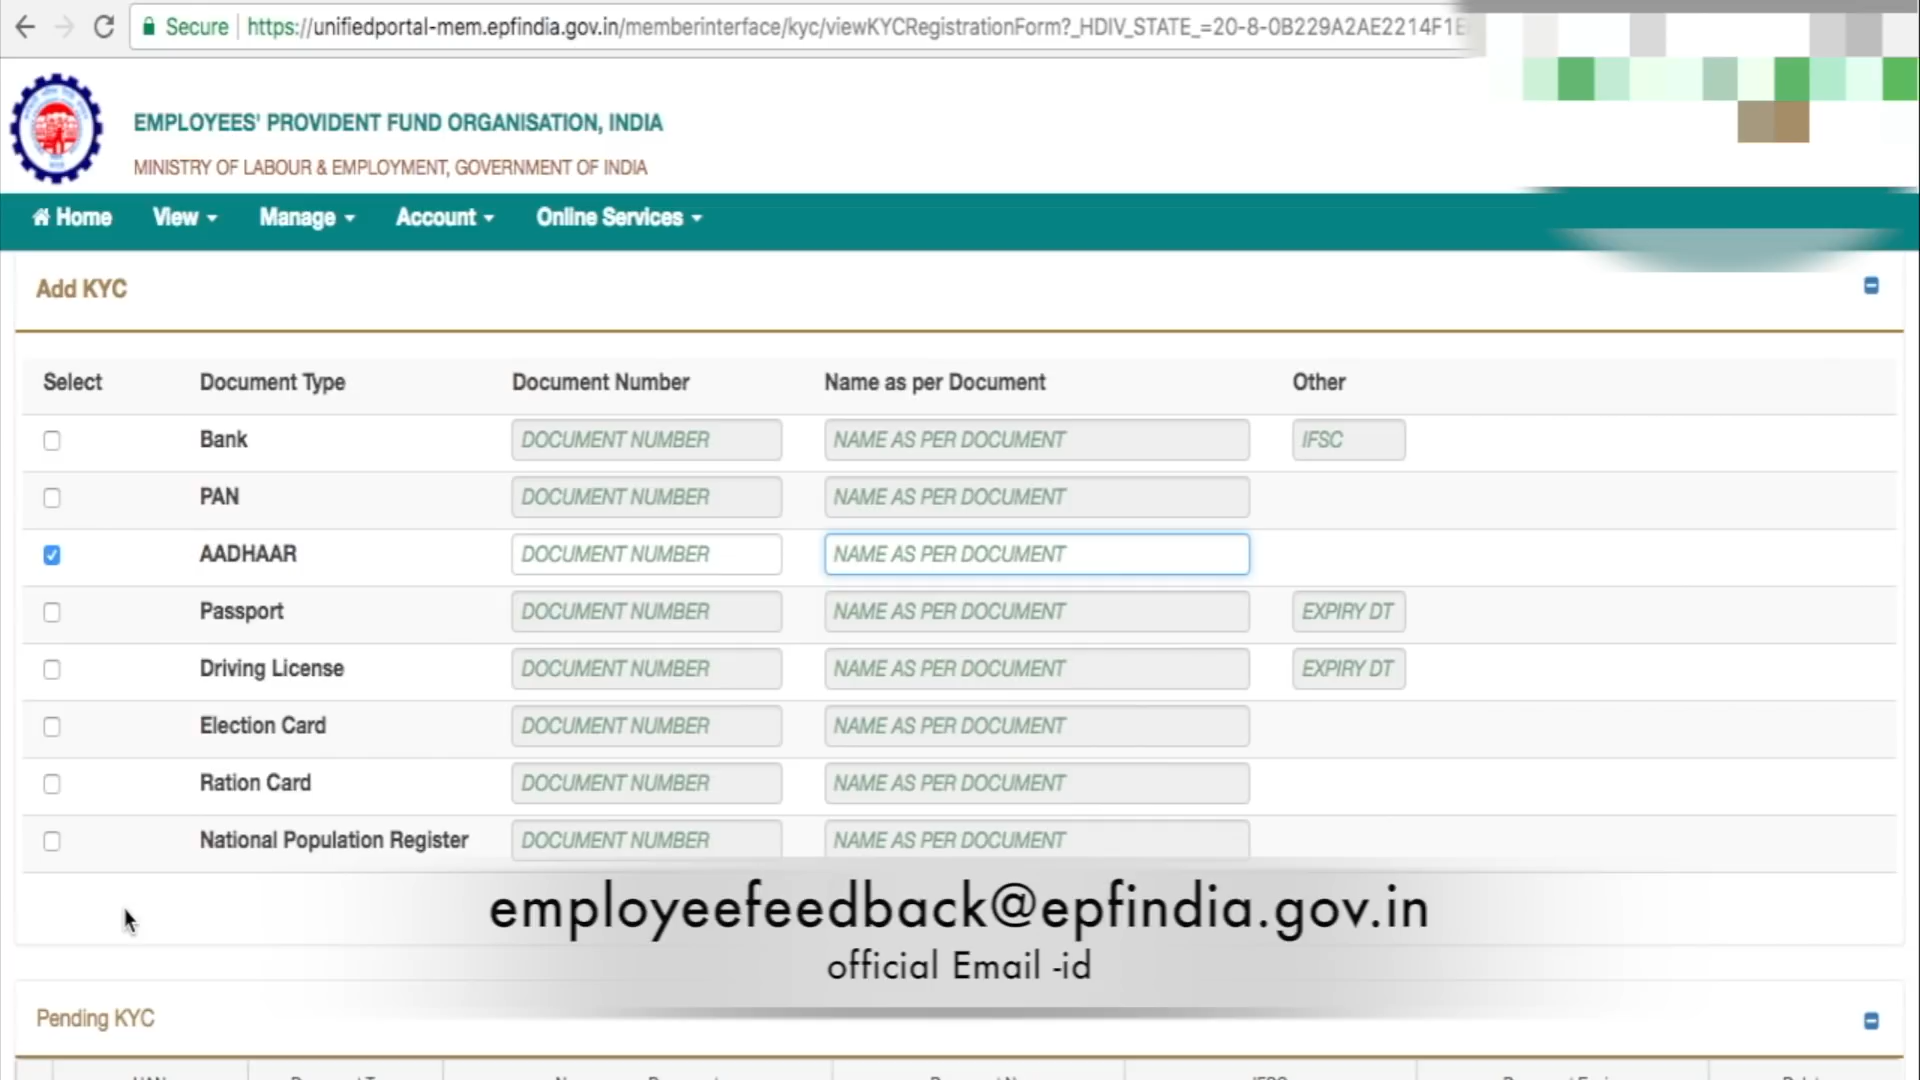 Secure https://unifiedportal-mem.epfindia.gov.in/memberinterface/kyc/viewKYCRegistrationForm?_HDIV_STATE_=20-8-0B229A2AE2214F1E
EMPLOYEES' PROVIDENT FUND ORGANISATION, INDIA
MINISTRY OF LABOUR & EMPLOYMENT, GOVERNMENT OF INDIA
Home View Manage Account Online Services
Add KYC
Select Document Type Document Number Name as per Document Other
Bank DOCUMENT NUMBER NAME AS PER DOCUMENT IFSC
PAN DOCUMENT NUMBER NAME AS PER DOCUMENT
AADHAAR DOCUMENT NUMBER NAME AS PER DOCUMENT
Passport DOCUMENT NUMBER NAME AS PER DOCUMENT EXPIRY DT
Driving License DOCUMENT NUMBER NAME AS PER DOCUMENT EXPIRY DT
Election Card DOCUMENT NUMBER NAME AS PER DOCUMENT
Ration Card DOCUMENT NUMBER NAME AS PER DOCUMENT
National Population Register DOCUMENT NUMBER NAME AS PER DOCUMENT
employeefeedback@epfindia.gov.in
official Email -id
Pending KYC